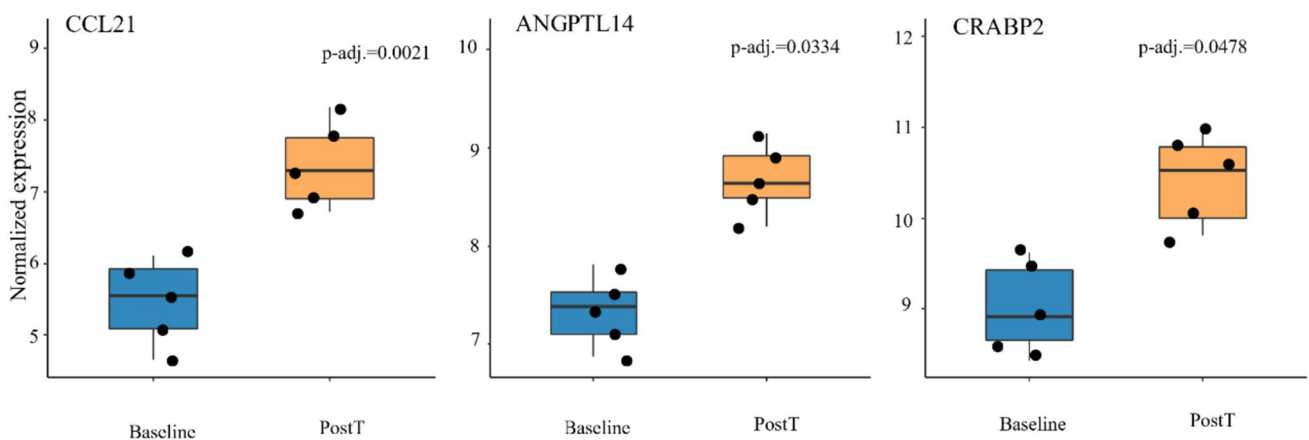 CCL21
p-adj.=0.0021
Normalized expression
9
8
7
6
5
Baseline
PostT
ANGPTL14
p-adj.=0.0334
10
9
8
7
Baseline
PostT
CRABP2
p-adj.=0.0478
12
11
10
9
Baseline
PostT